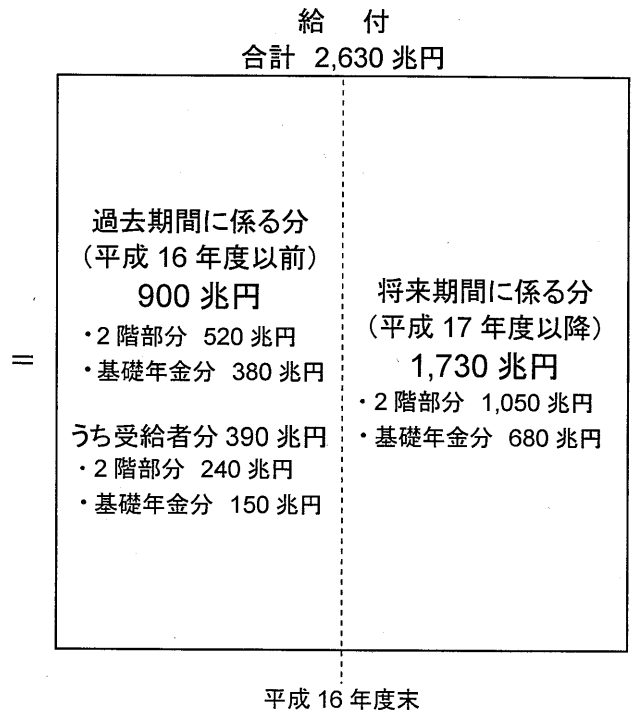 給　付
合計 2,630 兆円
過去期間に係る分
（平成 16 年度以前）
900 兆円
・2階部分 520 兆円
・基礎年金分 380 兆円
うち受給者分 390 兆円
・2階部分 240 兆円
・基礎年金分 150 兆円
将来期間に係る分
（平成 17 年度以降）
1,730 兆円
・2階部分 1,050 兆円
・基礎年金分 680 兆円
＝
平成 16 年度末